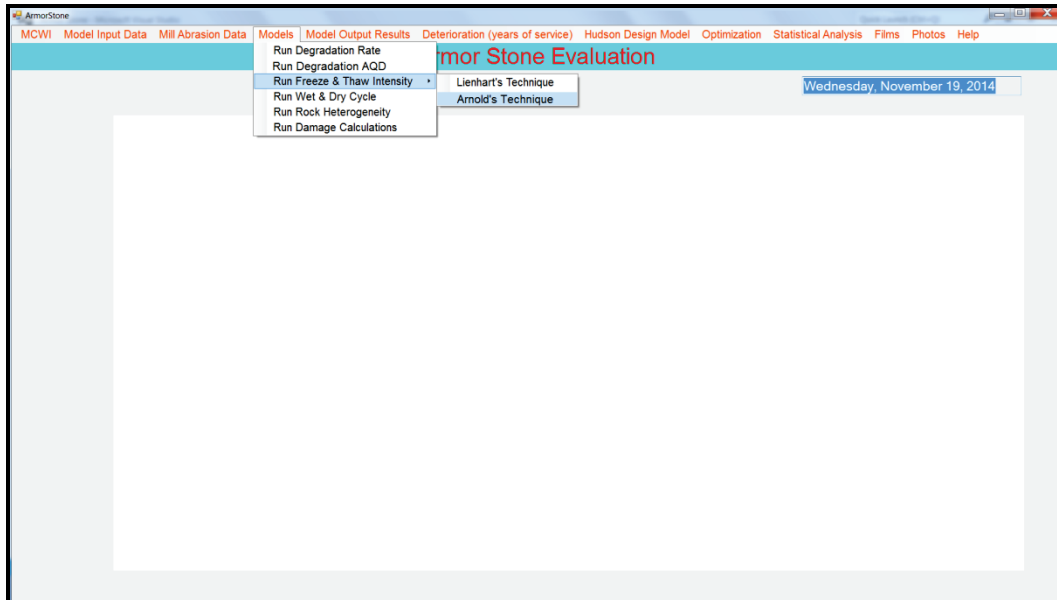 ArmorStone
MCWI Model Input Data Mill Abrasion Data Models Model Output Results Deterioration (years of service) Hudson Design Model Optimization Statistical Analysis Films Photos Help
rmor Stone Evaluation
Run Degradation Rate
Run Degradation AQD
Run Freeze & Thaw Intensity
Run Wet & Dry Cycle
Run Rock Heterogeneity
Run Damage Calculations
Lienhart's Technique
Arnold's Technique
Wednesday, November 19, 2014